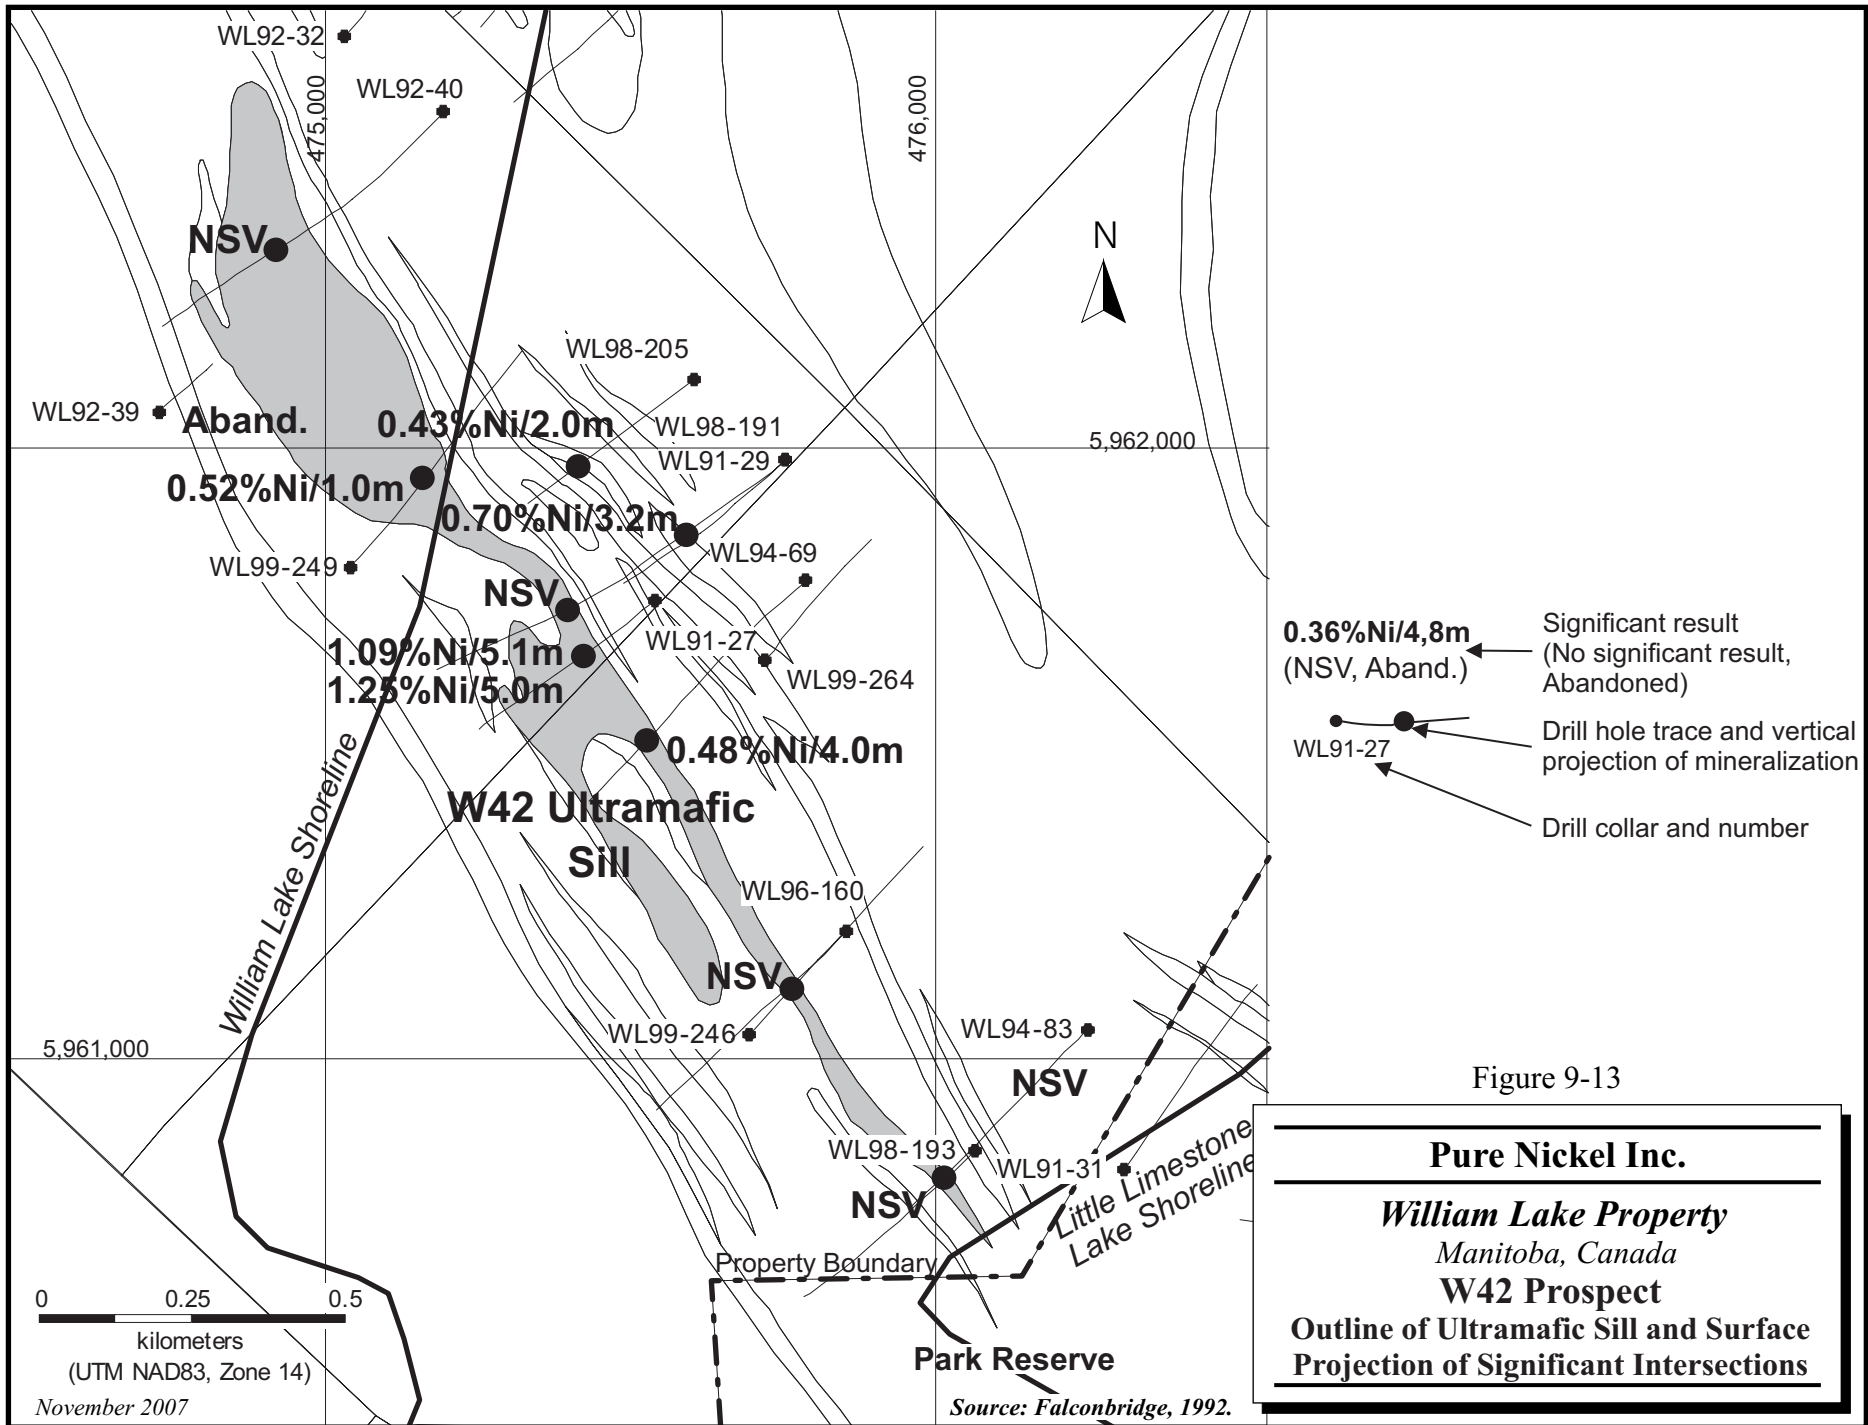 WL92-32
WL92-40
475,000
476,000
NSV
N
WL98-205
WL92-39
Aband.
0.43%Ni/2.0m
WL98-191
5,962,000
WL91-29
0.52%Ni/1.0m
0.70%Ni/3.2m
WL94-69
WL99-249
NSV
WL91-27
1.09%Ni/5.1m
1.25%Ni/5.0m
WL99-264
0.48%Ni/4.0m
W42 Ultramafic
Sill
William Lake Shoreline
WL96-160
NSV
WL99-246
WL94-83
5,961,000
NSV
WL98-193
WL91-31
NSV
Little Limestone
Lake Shoreline
Property Boundary
Park Reserve
0 0.25 0.5
kilometers
(UTM NAD83, Zone 14)
November 2007
Source: Falconbridge, 1992.
0.36%Ni/4,8m
(NSV, Aband.)
Significant result
(No significant result,
Abandoned)
WL91-27
Drill hole trace and vertical
projection of mineralization
Drill collar and number
Figure 9-13
Pure Nickel Inc.
William Lake Property
Manitoba, Canada
W42 Prospect
Outline of Ultramafic Sill and Surface
Projection of Significant Intersections